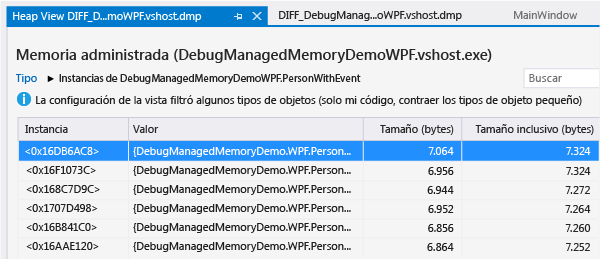 Heap View DIFF_D...moWPF.vshost.dmp DIFF_DebugManag...oWPF.vshost.dmp MainWindow
Memoria administrada (DebugManagedMemoryDemoWPF.vshost.exe)
Tipo ▶ Instancias de DebugManagedMemoryDemoWPF.PersonWithEvent Buscar
La configuración de la vista filtró algunos tipos de objetos (solo mi código, contraer los tipos de objeto pequeño)
Instancia Valor Tamaño (bytes) Tamaño inclusivo (bytes)
<0x16DB6AC8> {DebugManagedMemoryDemo.WPF.Person... 7.064 7.324
<0x16F1073C> {DebugManagedMemoryDemo.WPF.Person... 6.956 7.324
<0x168C7D9C> {DebugManagedMemoryDemo.WPF.Person... 6.944 7.272
<0x1707D498> {DebugManagedMemoryDemo.WPF.Person... 6.952 7.264
<0x16B841C0> {DebugManagedMemoryDemo.WPF.Person... 6.856 7.260
<0x16AAE120> {DebugManagedMemoryDemo.WPF.Person... 6.864 7.252